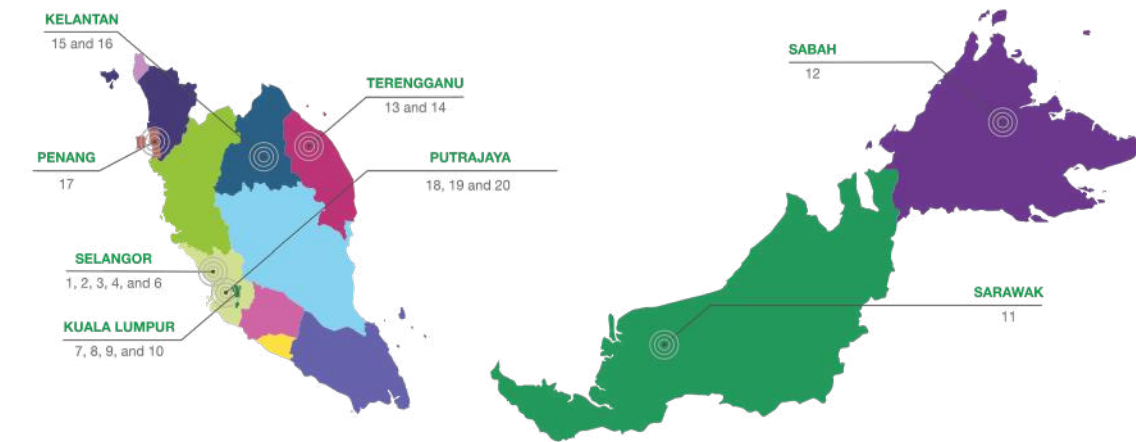 KELANTAN
15 and 16
TERENGGANU
13 and 14
PENANG
17
PUTRAJAYA
18, 19 and 20
SELANGOR
1, 2, 3, 4, and 6
KUALA LUMPUR
7, 8, 9, and 10
SABAH
12
SARAWAK
11